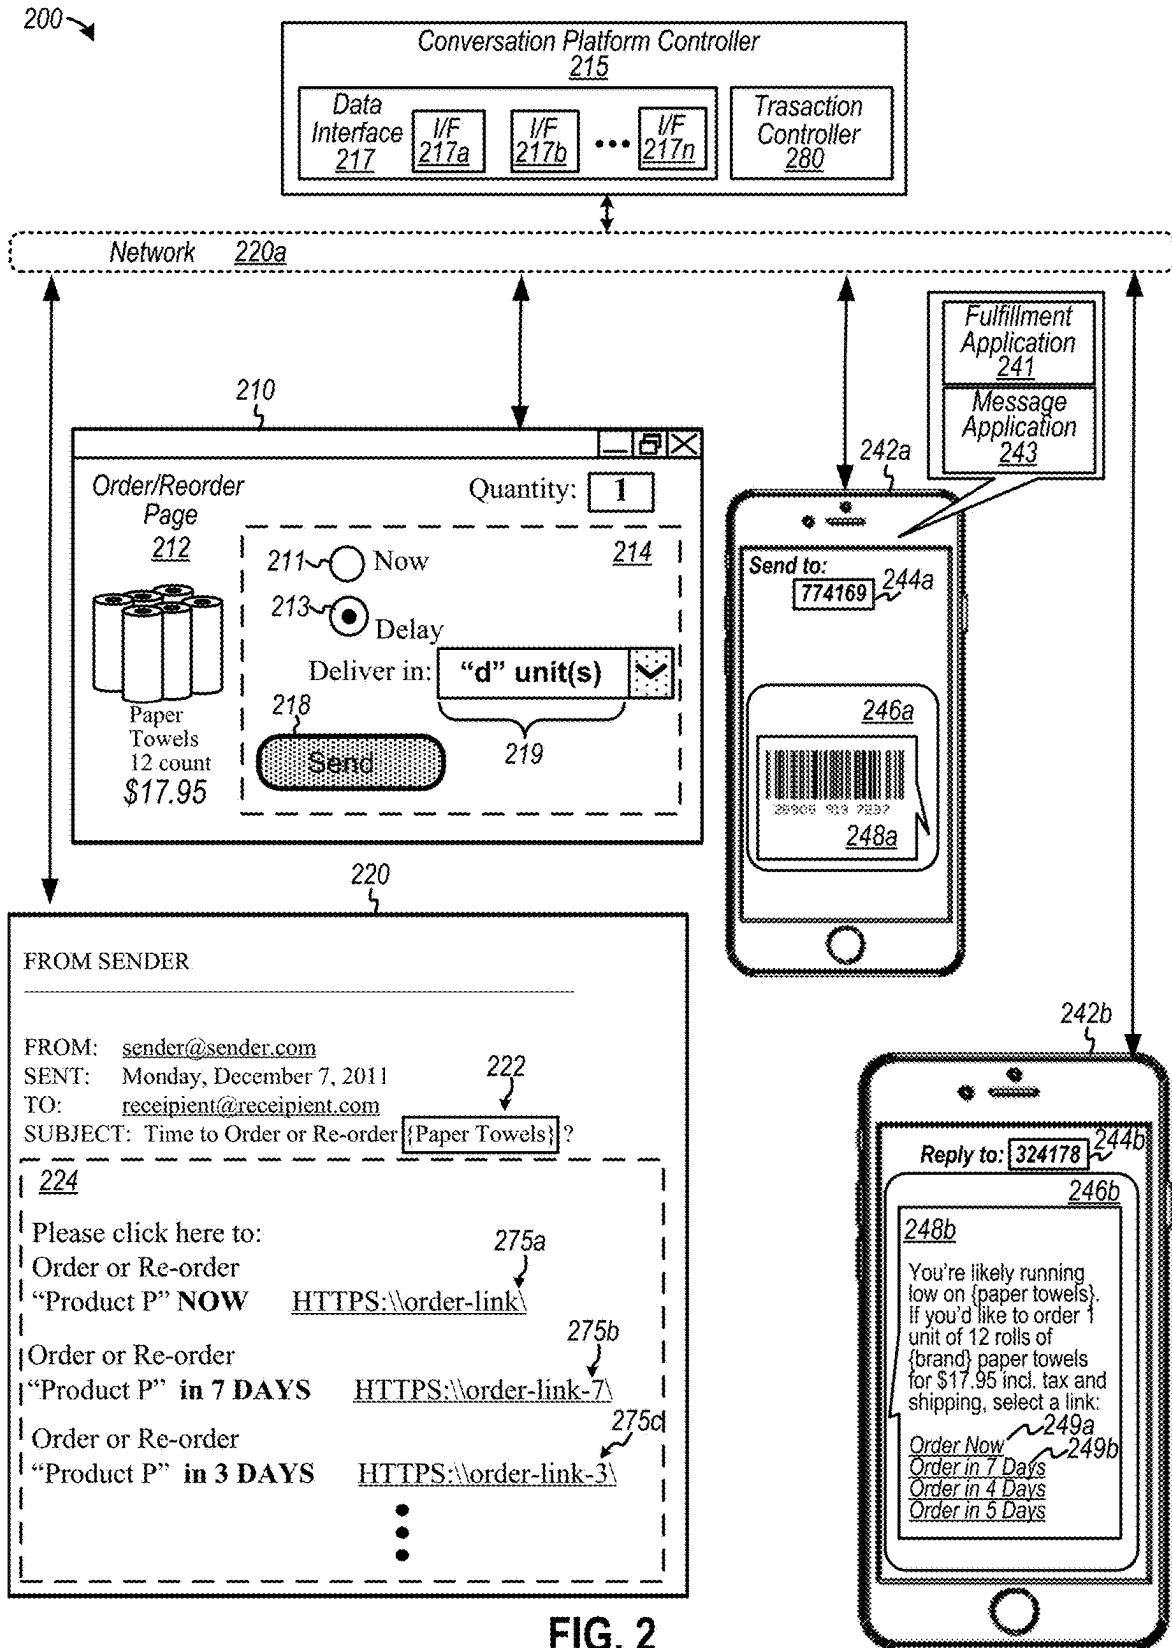 200
Conversation Platform Controller
215
Data
Interface
217
I/F
217a
I/F
217b
•••
I/F
217n
Trasaction
Controller
280
Network 220a
Fulfillment
Application
241
Message
Application
243
210
Order/Reorder
Page
212
Quantity: 1
214
211
Now
213
Delay
Deliver in: “d” unit(s)
219
218
Send
Paper
Towels
12 count
$17.95
242a
Send to:
774169
244a
246a
248a
220
FROM SENDER
FROM: sender@sender.com
SENT: Monday, December 7, 2011
TO: receipient@receipient.com
222
SUBJECT: Time to Order or Re-order {Paper Towels} ?
224
Please click here to:
Order or Re-order
“Product P” NOW HTTPS:\\order-link\
275a
Order or Re-order
“Product P” in 7 DAYS HTTPS:\\order-link-7\
275b
Order or Re-order
“Product P” in 3 DAYS HTTPS:\\order-link-3\
275c
242b
Reply to: 324178
244b
246b
248b
You're likely running
low on {paper towels}.
If you'd like to order 1
unit of 12 rolls of
{brand} paper towels
for $17.95 incl. tax and
shipping, select a link:
249a
Order Now
249b
Order in 7 Days
Order in 4 Days
Order in 5 Days
FIG. 2